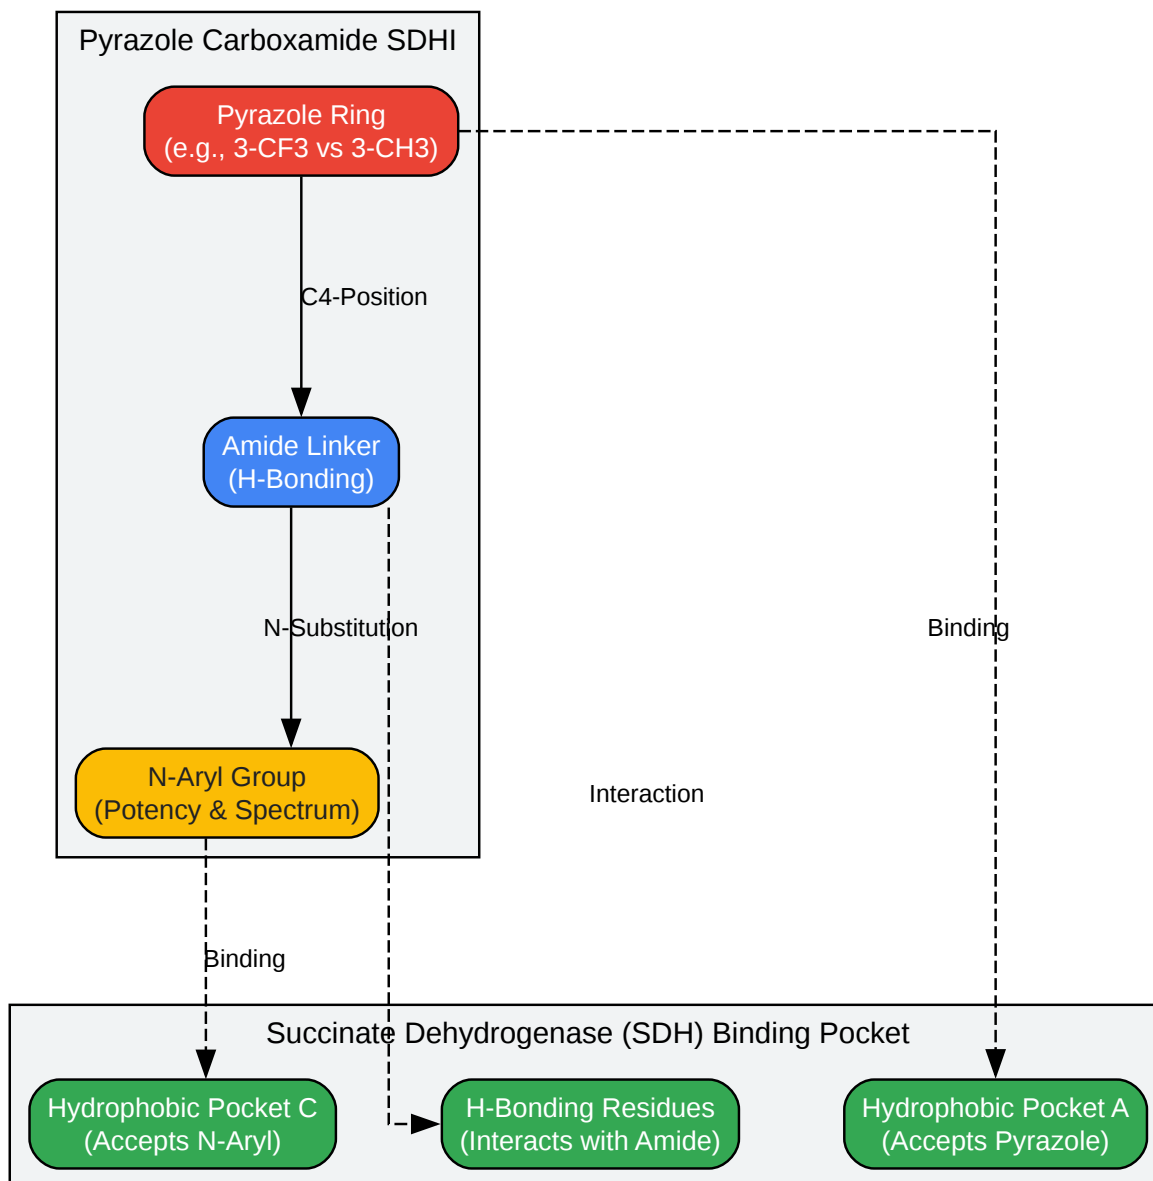 Pyrazole Carboxamide SDHI
Pyrazole Ring
(e.g., 3-CF3 vs 3-CH3)
C4-Position
Amide Linker
(H-Bonding)
N-Substitution
Binding
N-Aryl Group
(Potency & Spectrum)
Interaction
Binding
Succinate Dehydrogenase (SDH) Binding Pocket
Hydrophobic Pocket C
(Accepts N-Aryl)
H-Bonding Residues
(Interacts with Amide)
Hydrophobic Pocket A
(Accepts Pyrazole)